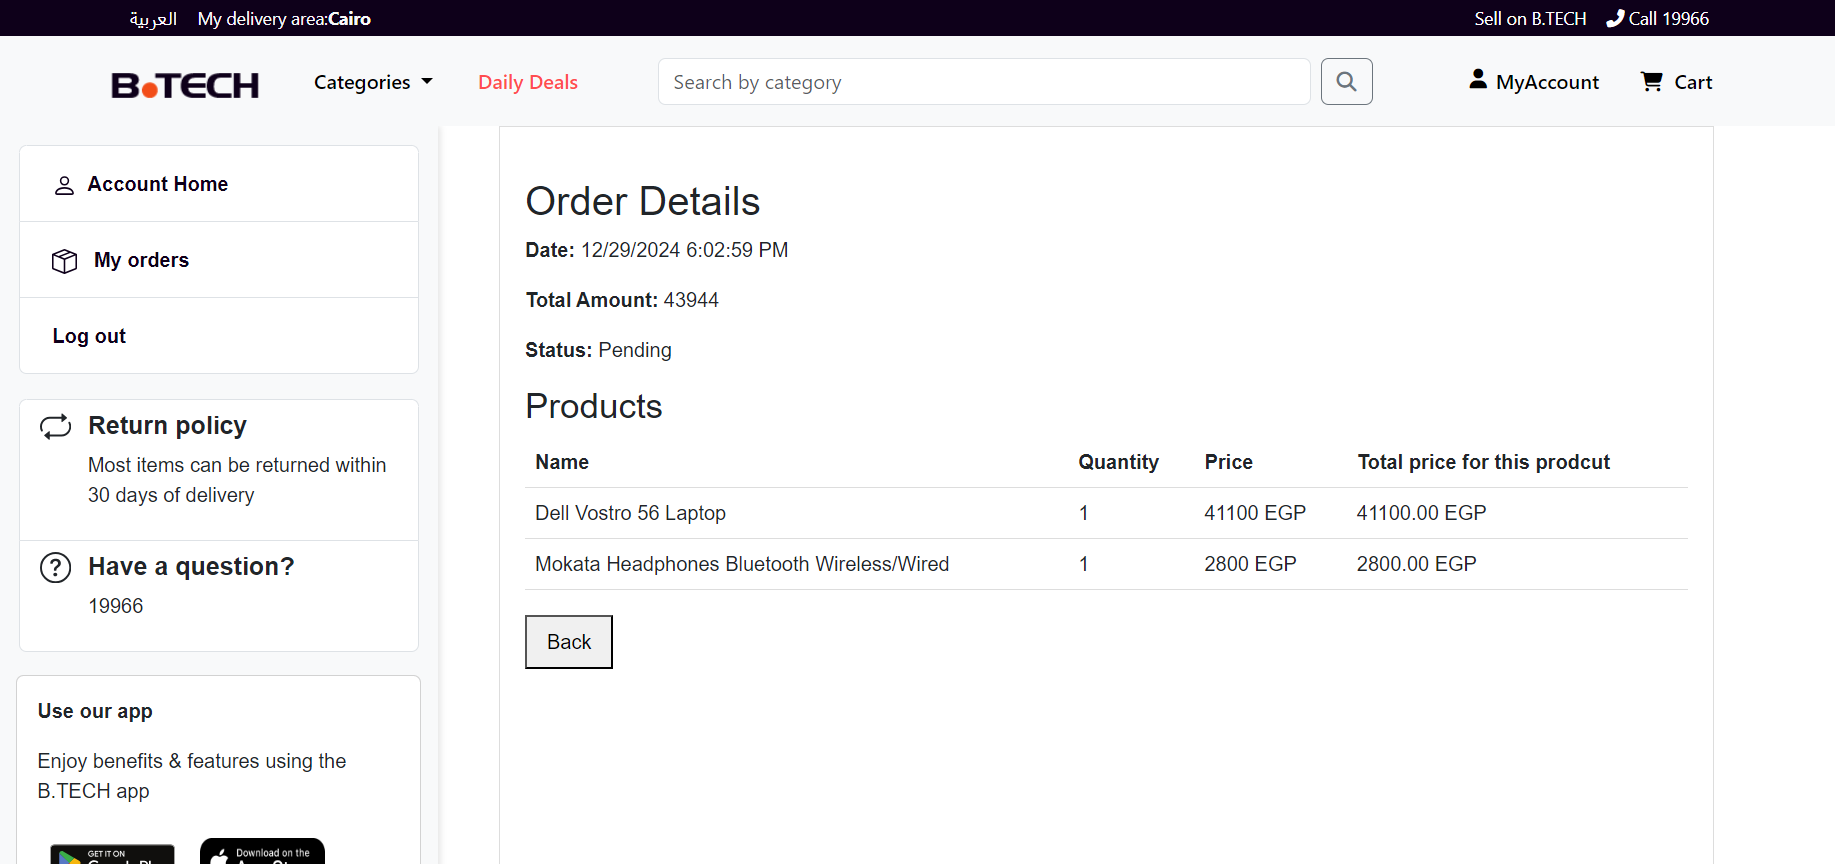 العربية My delivery area:Cairo Sell on B.TECH Call 19966
B.TECH Categories Daily Deals Search by category MyAccount Cart
Account Home
My orders
Log out
Return policy
Most items can be returned within
30 days of delivery
Have a question?
19966
Use our app
Enjoy benefits & features using the
B.TECH app
GET IT ON
Download on the
Order Details
Date: 12/29/2024 6:02:59 PM
Total Amount: 43944
Status: Pending
Products
Name Quantity Price Total price for this prodcut
Dell Vostro 56 Laptop 1 41100 EGP 41100.00 EGP
Mokata Headphones Bluetooth Wireless/Wired 1 2800 EGP 2800.00 EGP
Back